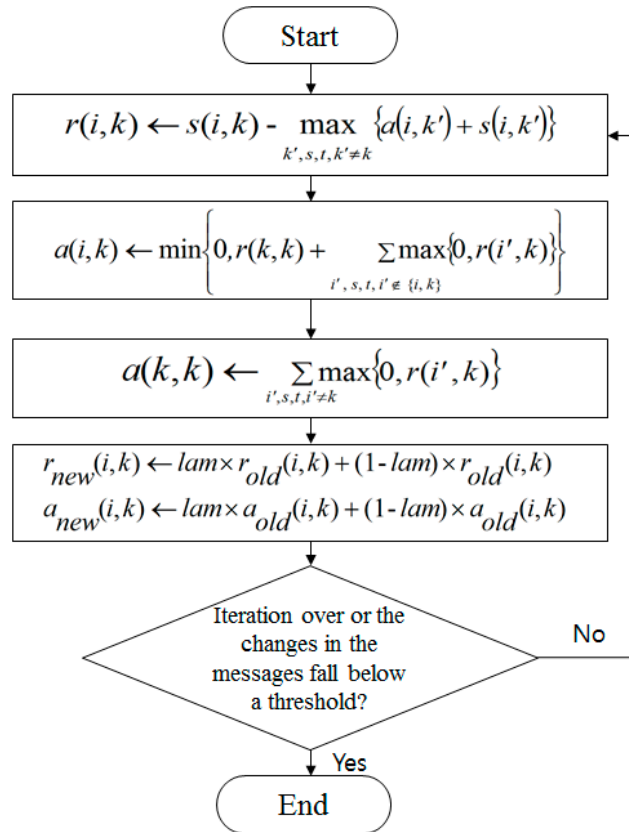 Start
r(i,k) ← s(i,k) - max {a(i,k') + s(i,k')}
k',s,t,k'≠k
a(i,k) ← min{0,r(k,k) + ∑max{0,r(i',k)}}
i',s,t,i'∉{i,k}
a(k,k) ← ∑max{0,r(i',k)}
i',s,t,i'≠k
r_new(i,k) ← lam × r_old(i,k) + (1-lam) × r_old(i,k)
a_new(i,k) ← lam × a_old(i,k) + (1-lam) × a_old(i,k)
Iteration over or the
changes in the
messages fall below
a threshold?
No
Yes
End